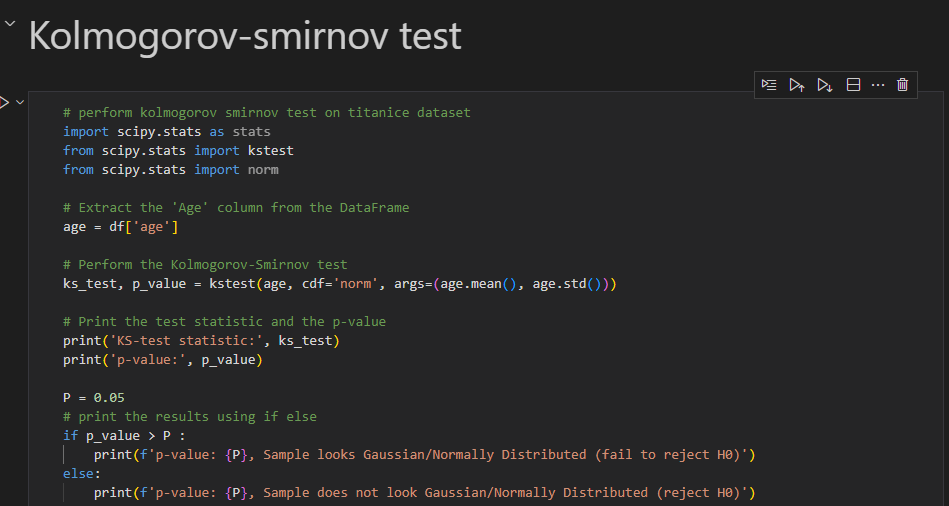 Kolmogorov-smirnov test
# perform kolmogorov smirnov test on titanice dataset
import scipy.stats as stats
from scipy.stats import kstest
from scipy.stats import norm
# Extract the 'Age' column from the DataFrame
age = df['age']
# Perform the Kolmogorov-Smirnov test
ks_test, p_value = kstest(age, cdf='norm', args=(age.mean(), age.std()))
# Print the test statistic and the p-value
print('KS-test statistic:', ks_test)
print('p-value:', p_value)
P = 0.05
# print the results using if else
if p_value > P :
    print(f'p-value: {P}, Sample looks Gaussian/Normally Distributed (fail to reject H0)')
else:
    print(f'p-value: {P}, Sample does not look Gaussian/Normally Distributed (reject H0)')